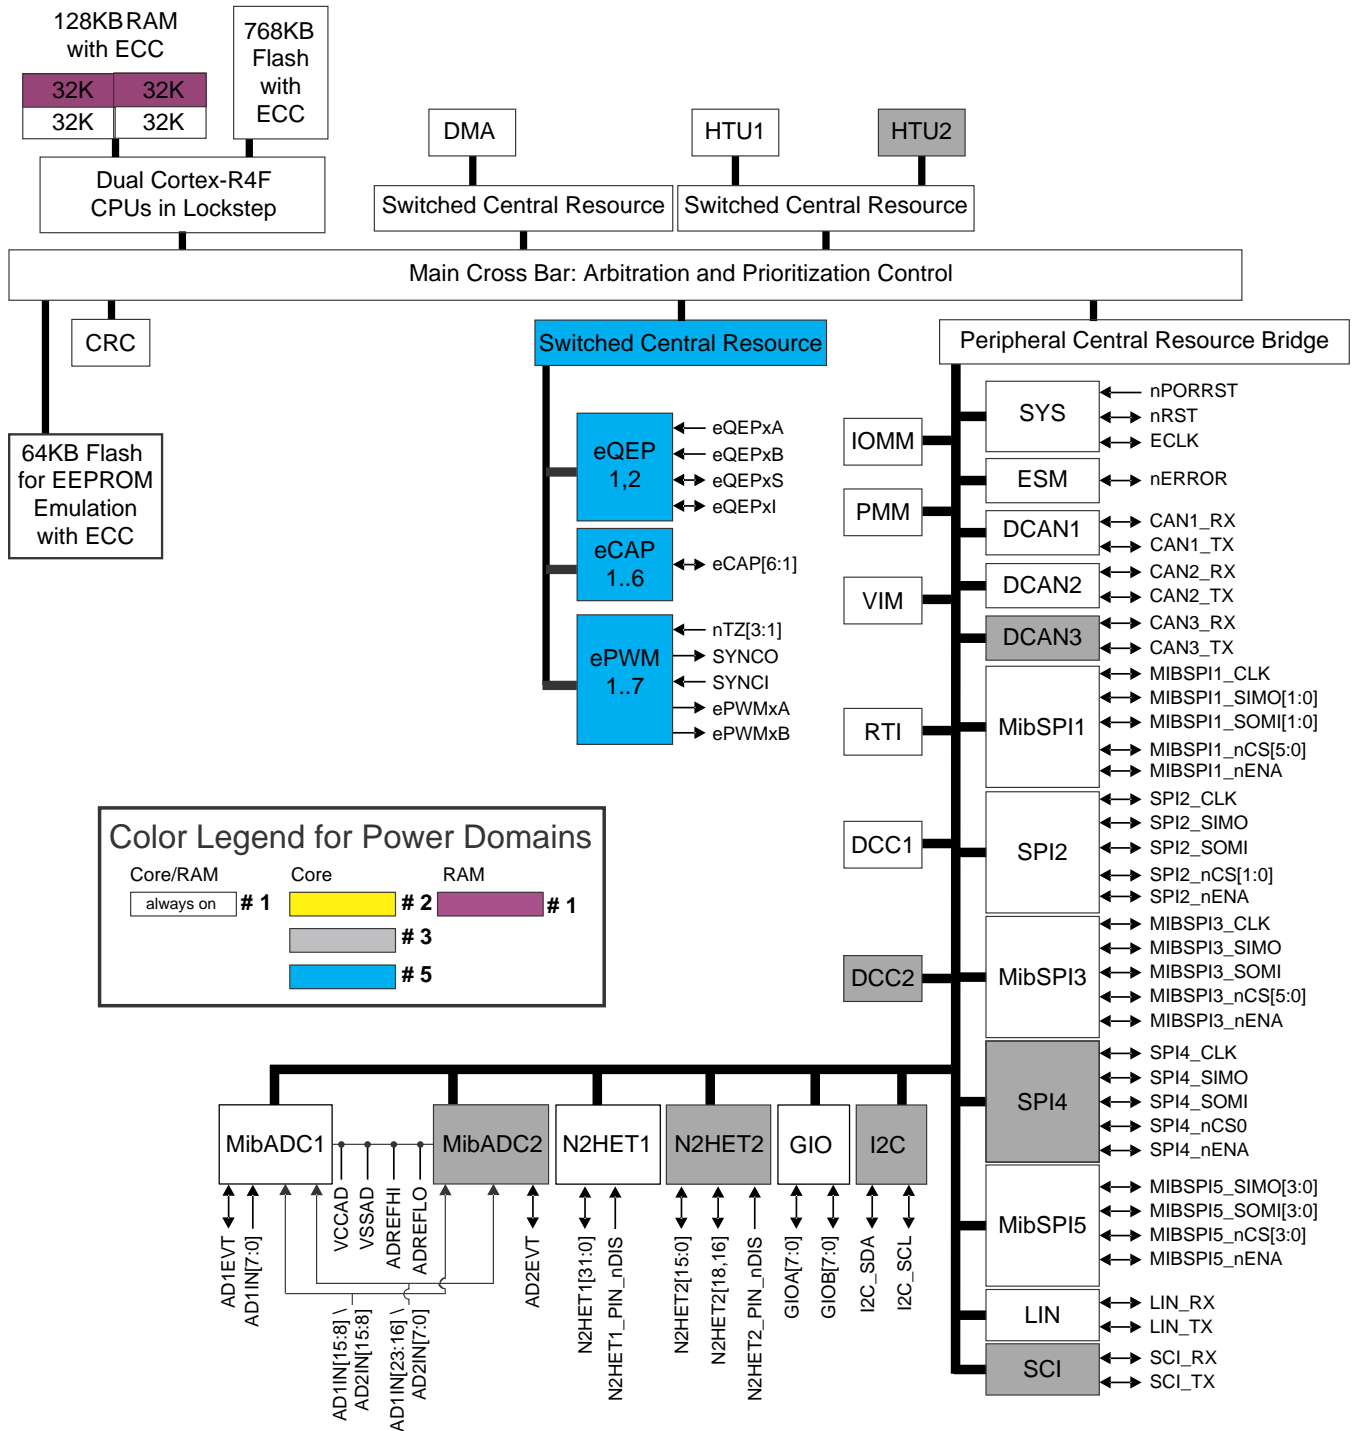 128KB RAM
with ECC
32K 32K
32K 32K
768KB
Flash
with
ECC
Dual Cortex-R4F
CPUs in Lockstep
DMA
HTU1
HTU2
Switched Central Resource
Switched Central Resource
Main Cross Bar: Arbitration and Prioritization Control
CRC
64KB Flash
for EEPROM
Emulation
with ECC
Switched Central Resource
Peripheral Central Resource Bridge
eQEP
1,2
eQEPxA
eQEPxB
eQEPxS
eQEPxI
eCAP
1..6
eCAP[6:1]
ePWM
1..7
nTZ[3:1]
SYNCO
SYNCI
ePWMxA
ePWMxB
IOMM
PMM
VIM
RTI
DCC1
DCC2
SYS
nPORRST
nRST
ECLK
ESM
nERROR
DCAN1
CAN1_RX
CAN1_TX
DCAN2
CAN2_RX
CAN2_TX
DCAN3
CAN3_RX
CAN3_TX
MibSPI1
MIBSPI1_CLK
MIBSPI1_SIMO[1:0]
MIBSPI1_SOMI[1:0]
MIBSPI1_nCS[5:0]
MIBSPI1_nENA
SPI2
SPI2_CLK
SPI2_SIMO
SPI2_SOMI
SPI2_nCS[1:0]
SPI2_nENA
MibSPI3
MIBSPI3_CLK
MIBSPI3_SIMO
MIBSPI3_SOMI
MIBSPI3_nCS[5:0]
MIBSPI3_nENA
SPI4
SPI4_CLK
SPI4_SIMO
SPI4_SOMI
SPI4_nCS0
SPI4_nENA
MibSPI5
MIBSPI5_SIMO[3:0]
MIBSPI5_SOMI[3:0]
MIBSPI5_nCS[3:0]
MIBSPI5_nENA
LIN
LIN_RX
LIN_TX
SCI
SCI_RX
SCI_TX
Color Legend for Power Domains
Core/RAM Core RAM
always on # 1 # 2 # 1
# 3
# 5
MibADC1
MibADC2
N2HET1
N2HET2
GIO
I2C
AD1EVT
AD1IN[7:0]
VCCAD
VSSAD
ADREFHI
ADREFLO
AD1IN[15:8] \
AD2IN[15:8]
AD1IN[23:16] \
AD2IN[7:0]
AD2EVT
N2HET1[31:0]
N2HET1_PIN_nDIS
N2HET2[15:0]
N2HET2[18,16]
N2HET2_PIN_nDIS
GIOA[7:0]
GIOB[7:0]
I2C_SDA
I2C_SCL